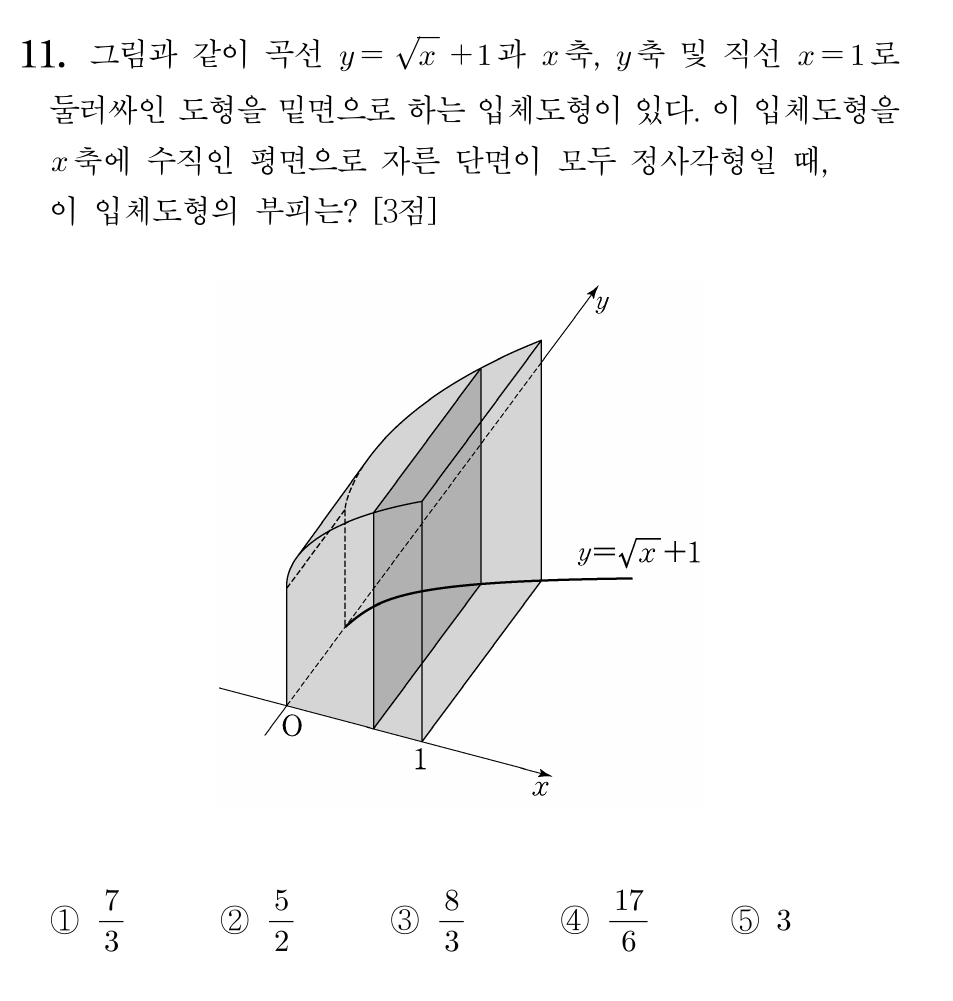 11. 그림과 같이 곡선 y=√x+1과 x축, y축 및 직선 x=1로
둘러싸인 도형을 밑면으로 하는 입체도형이 있다. 이 입체도형을
x축에 수직인 평면으로 자른 단면이 모두 정사각형일 때,
이 입체도형의 부피는? [3점]
y
y=√x+1
O
1
x
① 7/3 ② 5/2 ③ 8/3 ④ 17/6 ⑤ 3